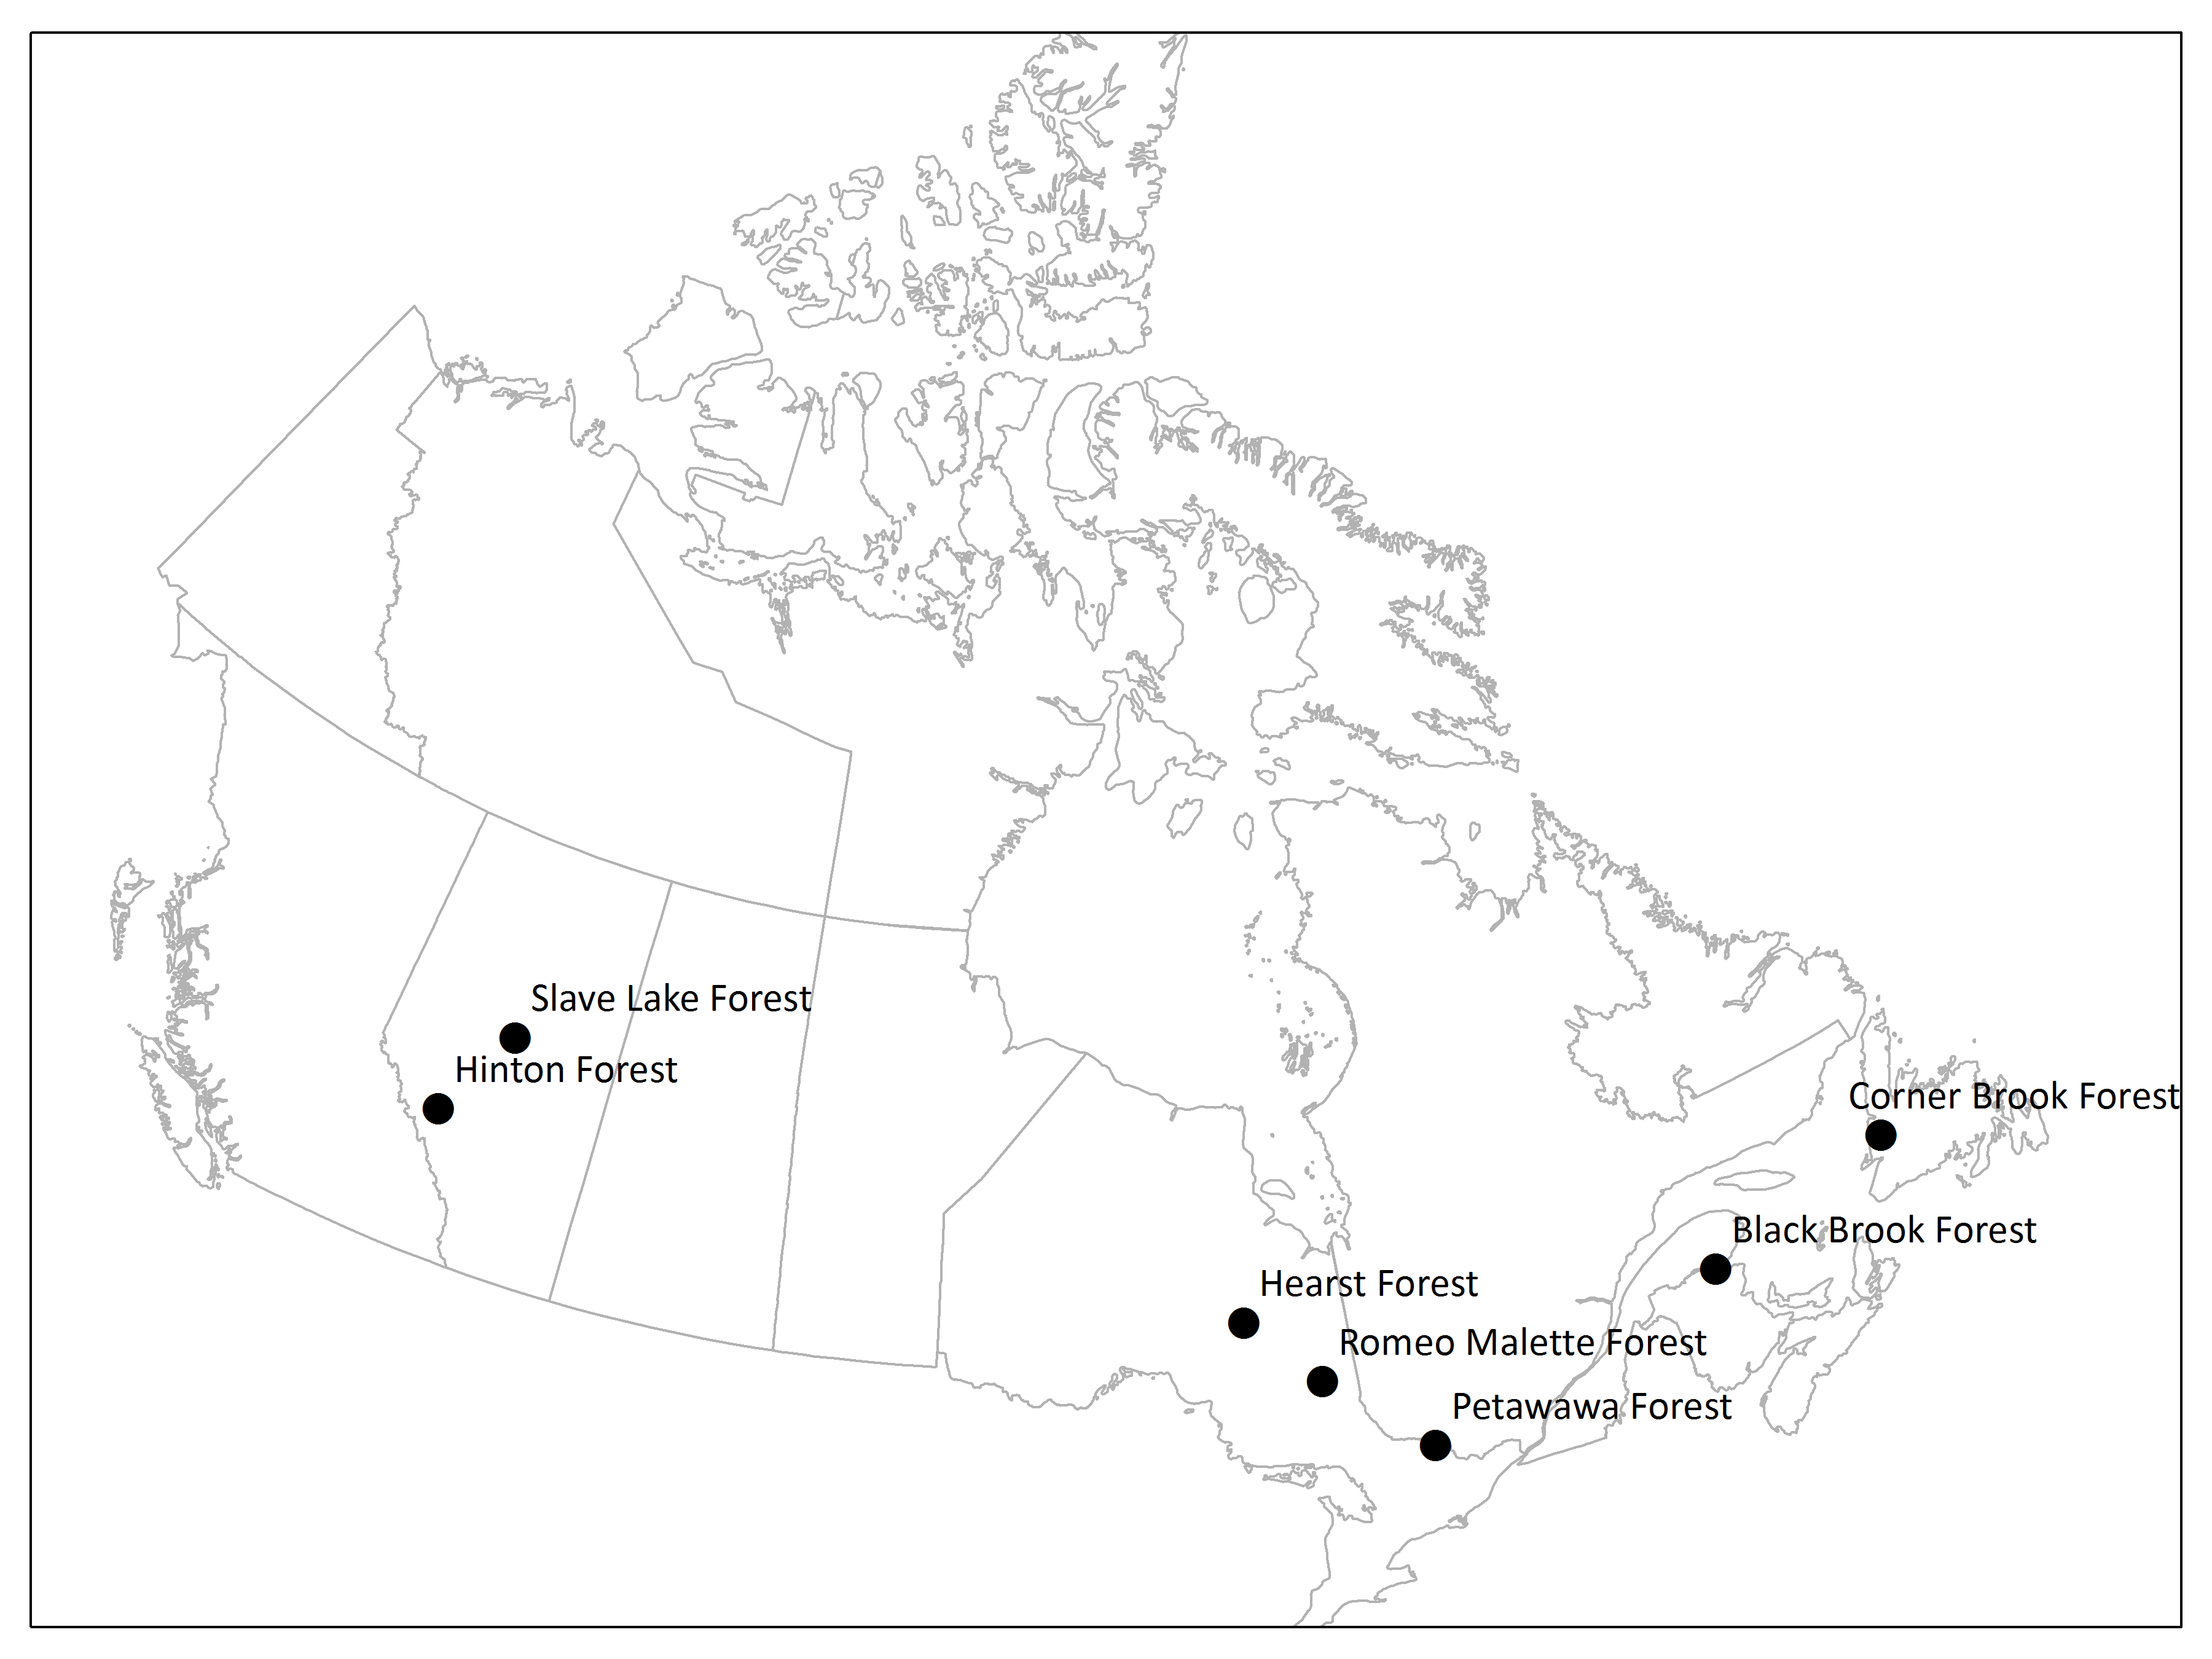 Slave Lake Forest
Hinton Forest
Corner Brook Forest
Black Brook Forest
Hearst Forest
Romeo Malette Forest
Petawawa Forest